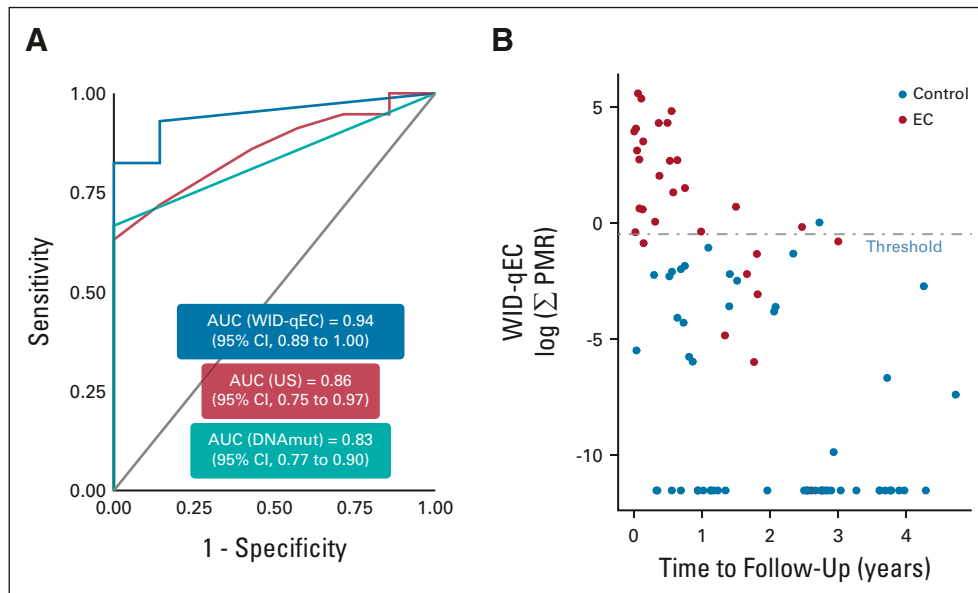 A
1.00
0.75
0.50
0.25
0.00
Sensitivity
AUC (WID-qEC) = 0.94
(95% CI, 0.89 to 1.00)
AUC (US) = 0.86
(95% CI, 0.75 to 0.97)
AUC (DNAmut) = 0.83
(95% CI, 0.77 to 0.90)
0.00 0.25 0.50 0.75 1.00
1 - Specificity
B
Control
EC
5
0
-5
-10
WID-qEC
log (∑ PMR)
Threshold
0 1 2 3 4
Time to Follow-Up (years)